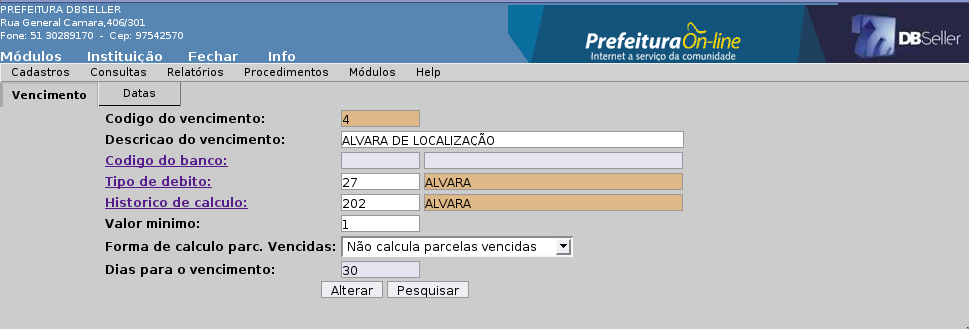 PREFEITURA DBSELLER
Rua General Camara,406/301
Fone: 51 30289170 - Cep: 97542570
Módulos Instituição Fechar Info
PrefeituraOn-line
Internet a serviço da comunidade
DBSeller
Cadastros Consultas Relatórios Procedimentos Módulos Help
Vencimento Datas
Codigo do vencimento: 4
Descricao do vencimento: ALVARA DE LOCALIZAÇÃO
Codigo do banco:
Tipo de debito: 27 ALVARA
Historico de calculo: 202 ALVARA
Valor minimo: 1
Forma de calculo parc. Vencidas: Não calcula parcelas vencidas
Dias para o vencimento: 30
Alterar Pesquisar